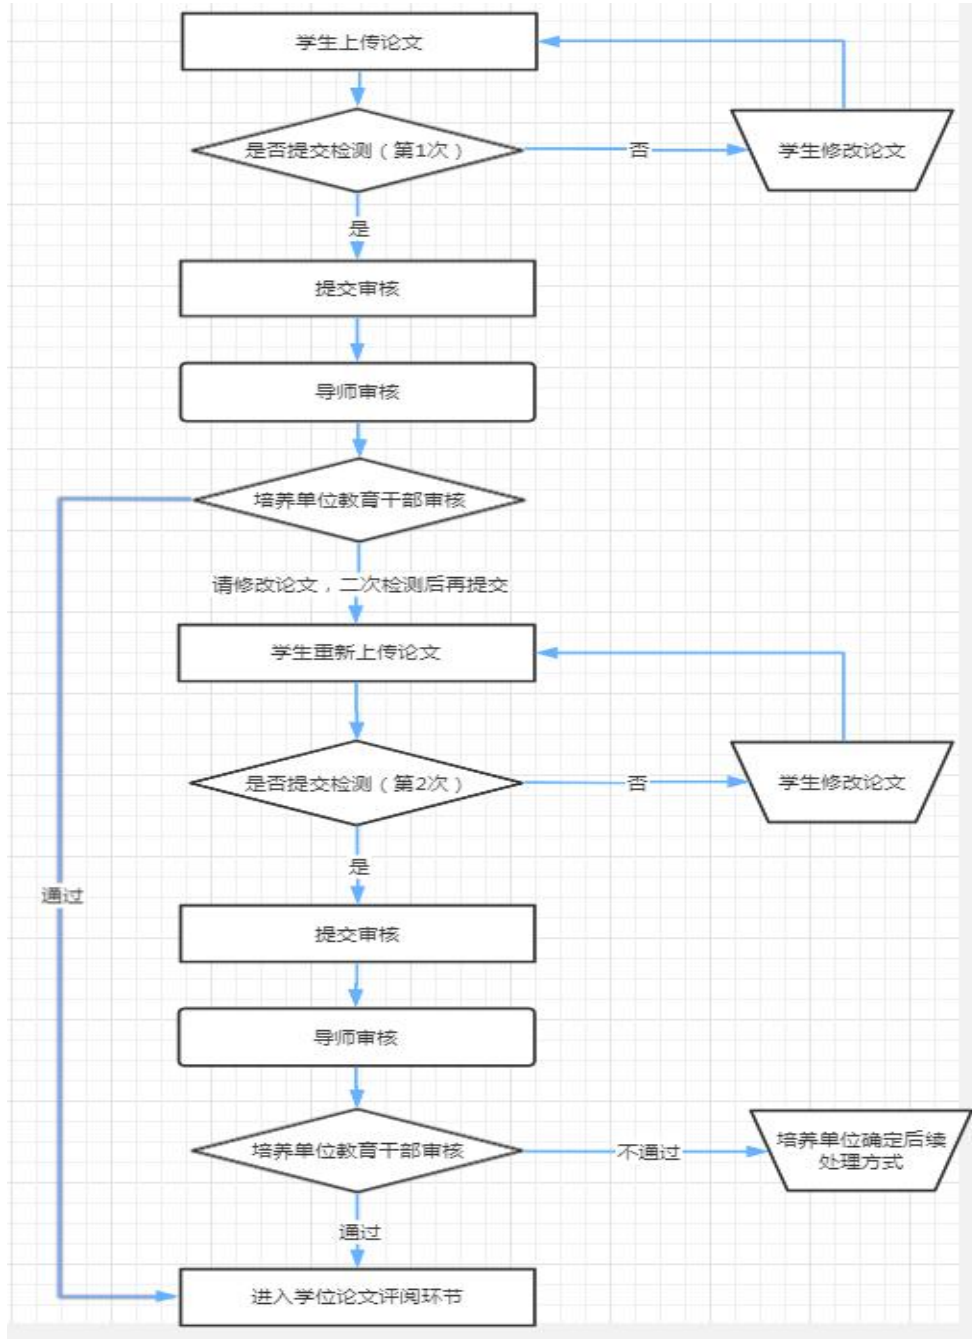 学生上传论文
是否提交检测（第1次）
否
学生修改论文
是
提交审核
导师审核
培养单位教育干部审核
请修改论文，二次检测后再提交
学生重新上传论文
是否提交检测（第2次）
否
学生修改论文
是
通过
提交审核
导师审核
培养单位教育干部审核
不通过
培养单位确定后续
处理方式
通过
进入学位论文评阅环节